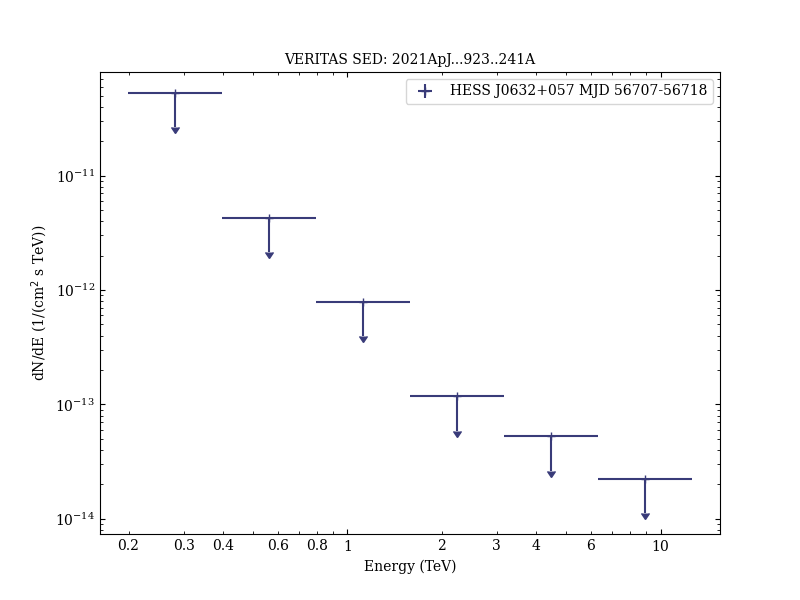 VERITAS SED: 2021ApJ...923..241A
HESS J0632+057 MJD 56707-56718
dN/dE (1/(cm² s TeV))
10⁻¹¹
10⁻¹²
10⁻¹³
10⁻¹⁴
0.2 0.3 0.4 0.6 0.8 1 2 3 4 6 10
Energy (TeV)